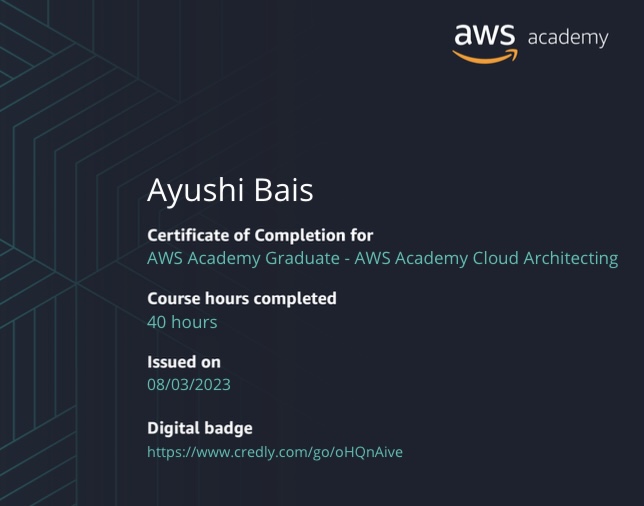 aws academy
Ayushi Bais
Certificate of Completion for
AWS Academy Graduate - AWS Academy Cloud Architecting
Course hours completed
40 hours
Issued on
08/03/2023
Digital badge
https://www.credly.com/go/oHQnAive